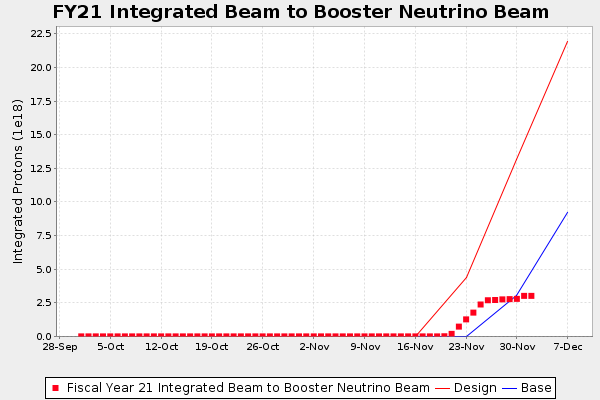 FY21 Integrated Beam to Booster Neutrino Beam
Integrated Protons (1e18)
22.5
20.0
17.5
15.0
12.5
10.0
7.5
5.0
2.5
0.0
28-Sep 5-Oct 12-Oct 19-Oct 26-Oct 2-Nov 9-Nov 16-Nov 23-Nov 30-Nov 7-Dec
Fiscal Year 21 Integrated Beam to Booster Neutrino Beam Design Base